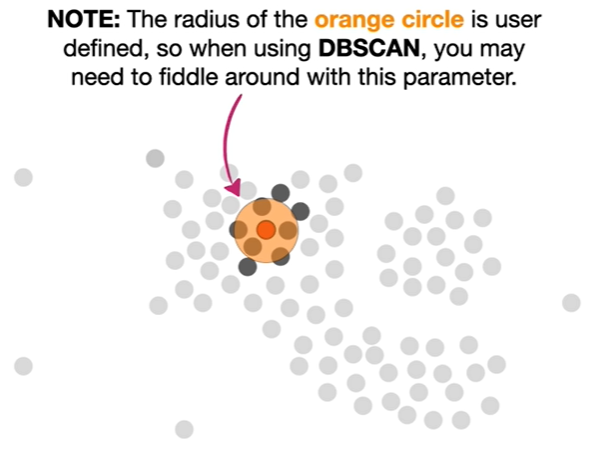 NOTE: The radius of the orange circle is user
defined, so when using DBSCAN, you may
need to fiddle around with this parameter.